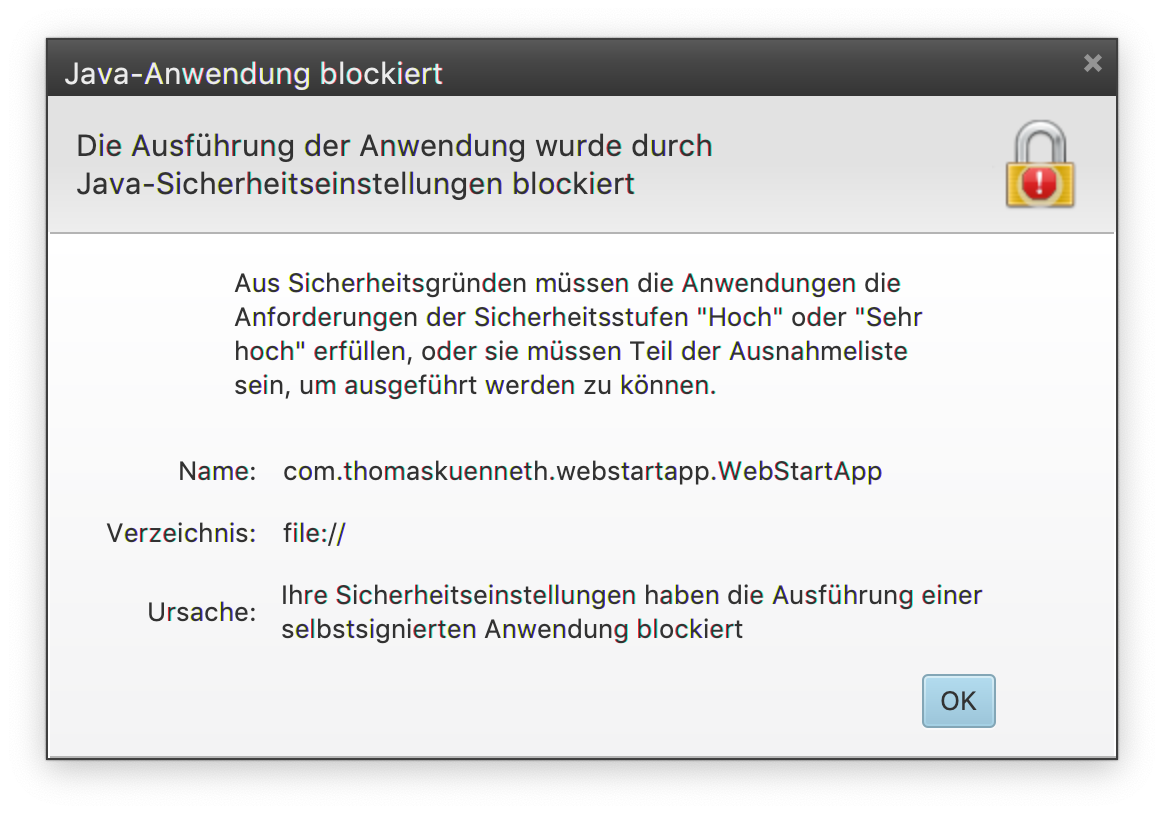 Java-Anwendung blockiert
Die Ausführung der Anwendung wurde durch
Java-Sicherheitseinstellungen blockiert
Aus Sicherheitsgründen müssen die Anwendungen die
Anforderungen der Sicherheitsstufen "Hoch" oder "Sehr
hoch" erfüllen, oder sie müssen Teil der Ausnahmeliste
sein, um ausgeführt werden zu können.
Name: com.thomaskuenneth.webstartapp.WebStartApp
Verzeichnis: file://
Ursache: Ihre Sicherheitseinstellungen haben die Ausführung einer
selbstsignierten Anwendung blockiert
OK